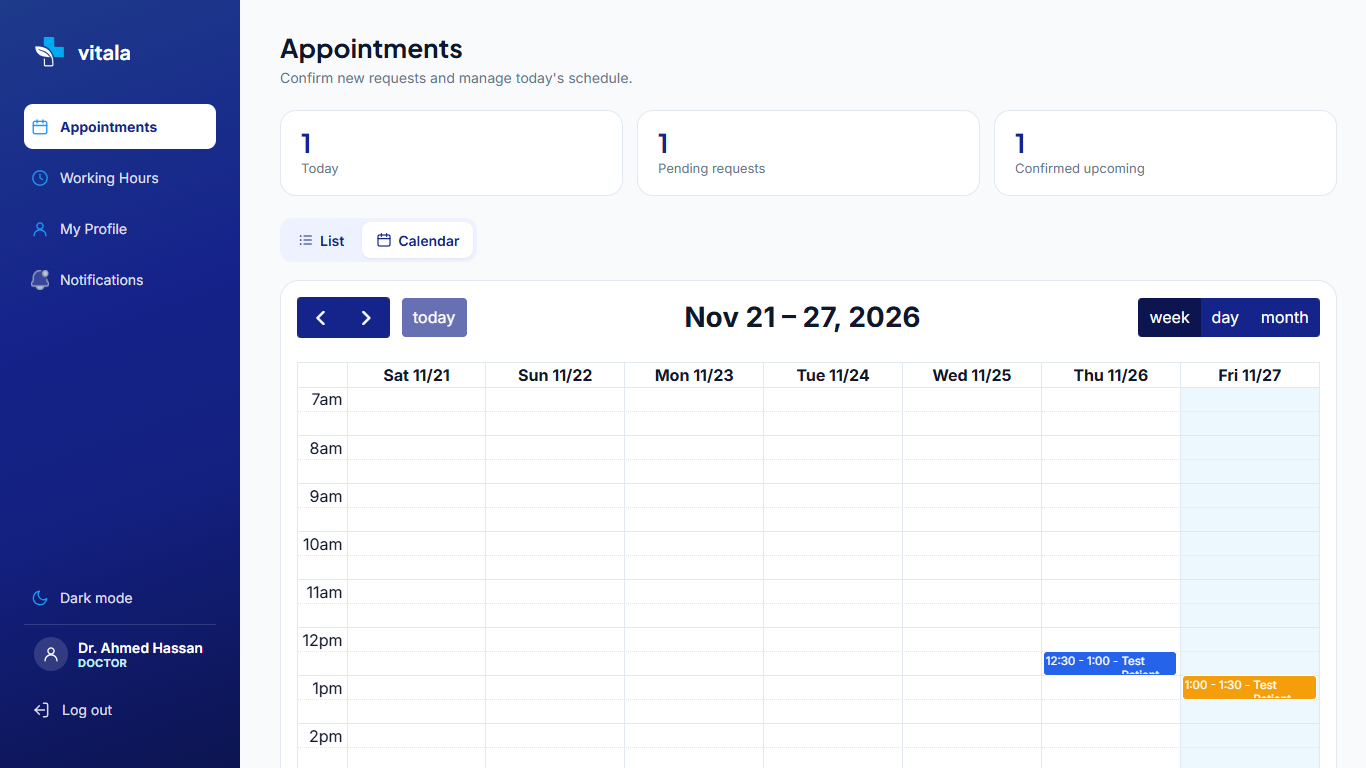 vitala
Appointments
Working Hours
My Profile
Notifications
Dark mode
Dr. Ahmed Hassan
DOCTOR
Log out
Appointments
Confirm new requests and manage today's schedule.
1
Today
1
Pending requests
1
Confirmed upcoming
List
Calendar
today
Nov 21 – 27, 2026
week
day
month
Sat 11/21
Sun 11/22
Mon 11/23
Tue 11/24
Wed 11/25
Thu 11/26
Fri 11/27
7am
8am
9am
10am
11am
12pm
12:30 - 1:00 - Test
Patient
1pm
1:00 - 1:30 - Test
Patient
2pm